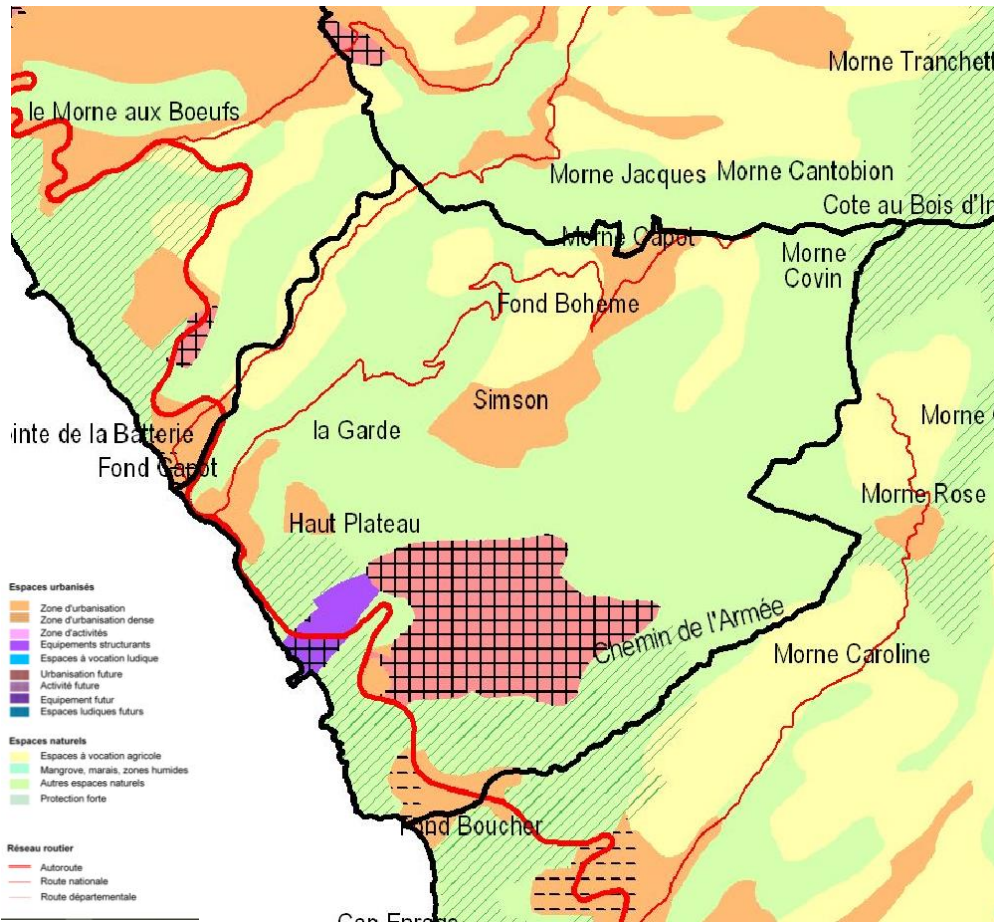 Morne Tranchett
le Morne aux Boeufs
Morne Jacques
Morne Cantobion
Cote au Bois d'In
Morne Capot
Morne
Covin
Fond Boheme
Simson
Morne
la Garde
ointe de la Batterie
Fond Capot
Morne Rose
Haut Plateau
Chemin de l'Armée
Morne Caroline
Fond Boucher
Espaces urbanisés
Zone d'urbanisation
Zone d'urbanisation dense
Zone d'activités
Equipements structurants
Espaces à vocation ludique
Urbanisation future
Activité future
Equipement futur
Espaces ludiques futurs
Espaces naturels
Espaces à vocation agricole
Mangrove, marais, zones humides
Autres espaces naturels
Protection forte
Réseau routier
Autoroute
Route nationale
Route départementale